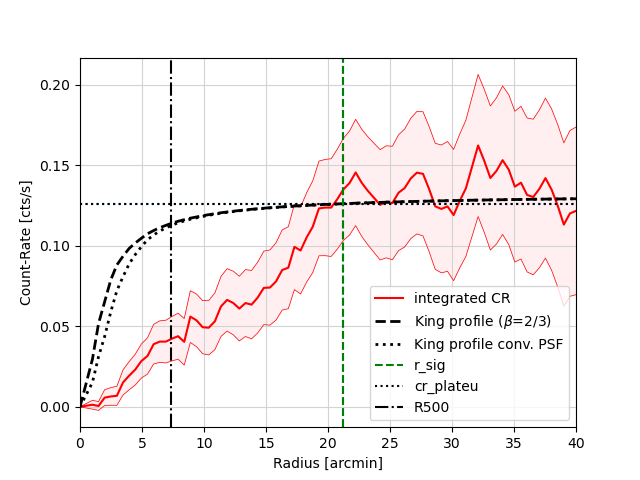 0.20
0.15
0.10
0.05
0.00
Count-Rate [cts/s]
integrated CR
King profile (β=2/3)
King profile conv. PSF
r_sig
cr_plateu
R500
0 5 10 15 20 25 30 35 40
Radius [arcmin]